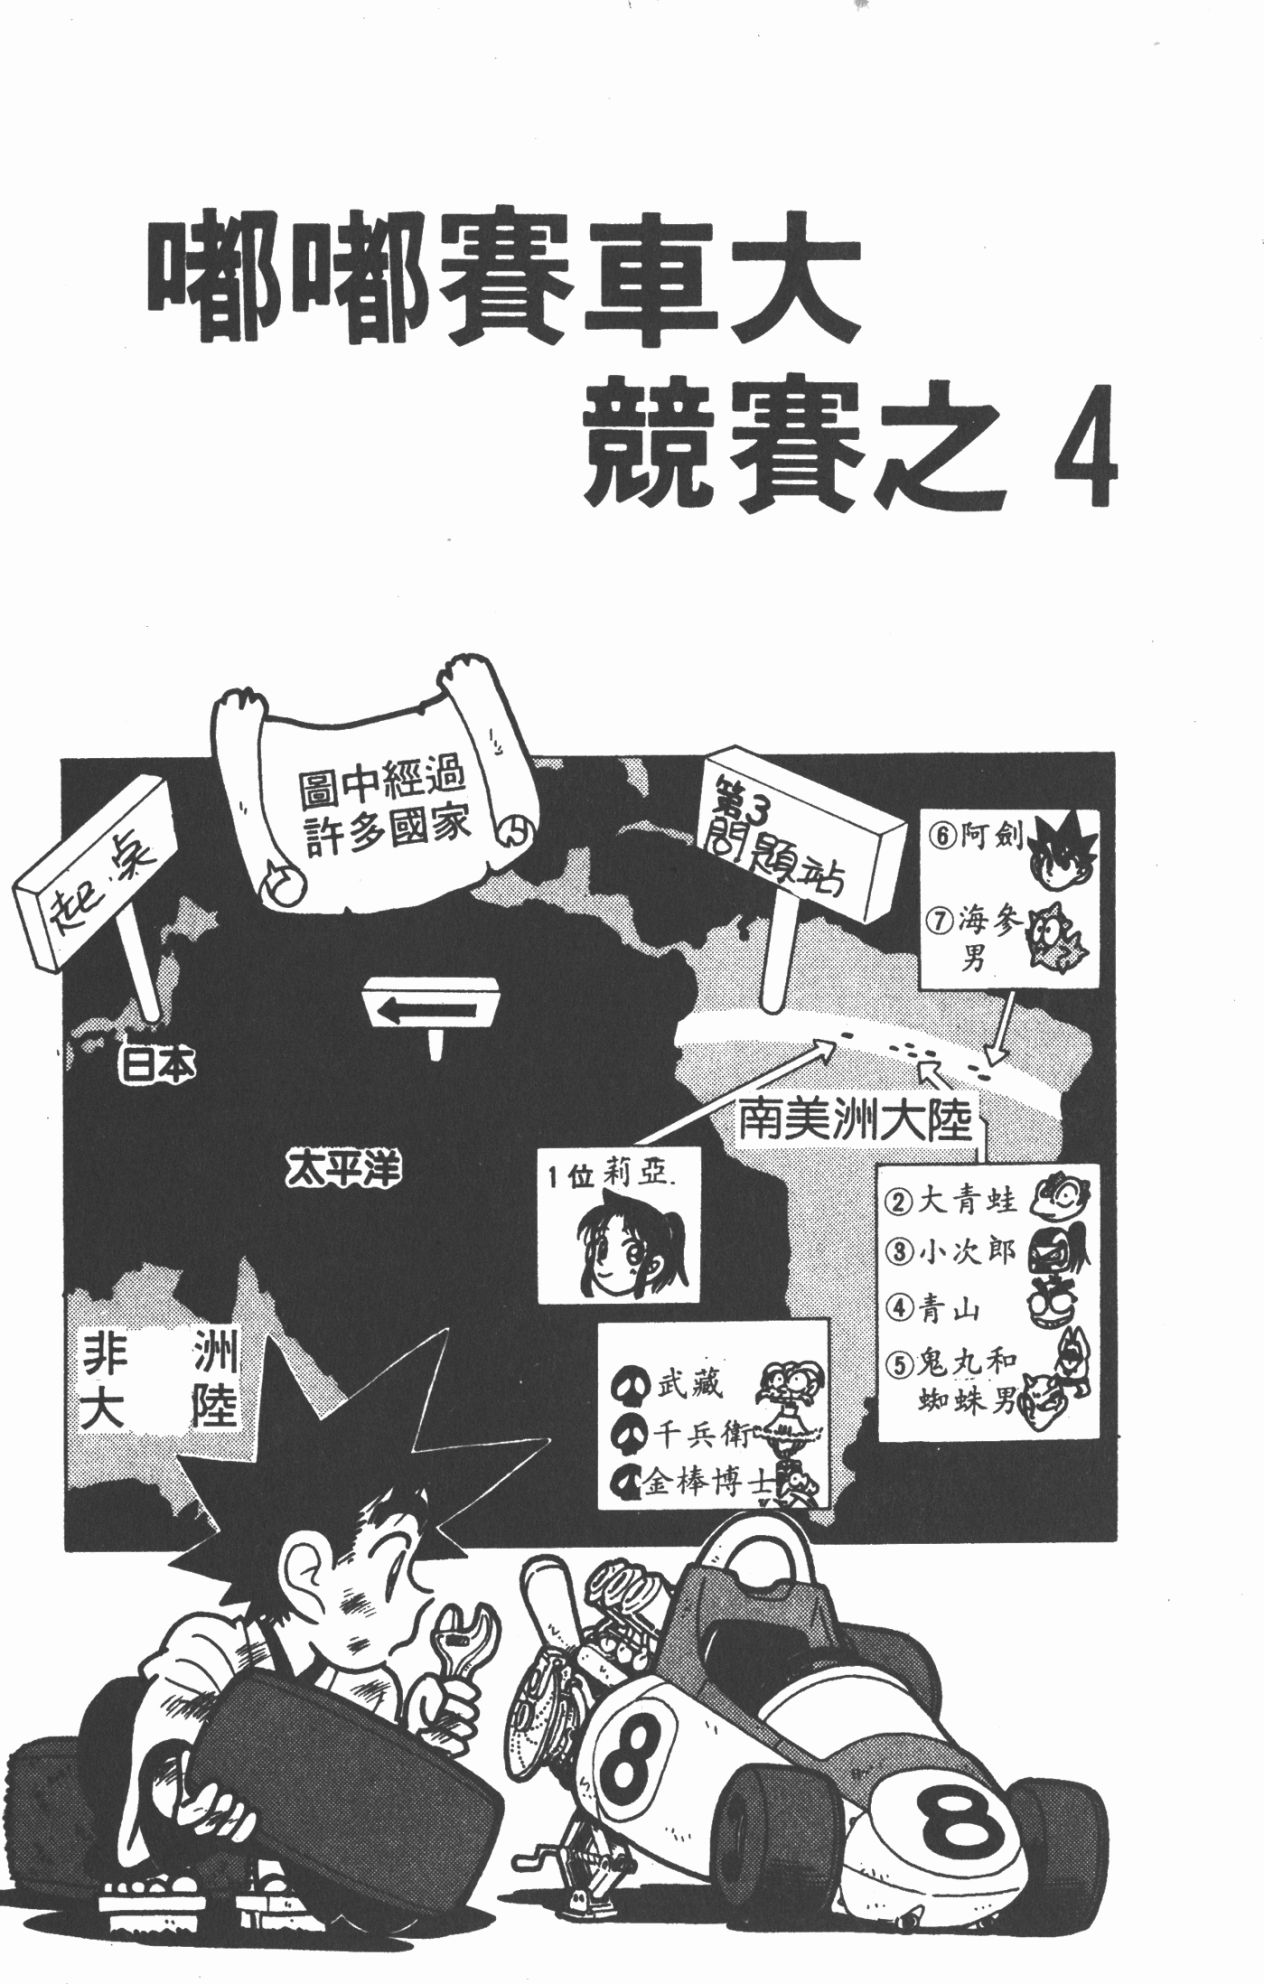 嘟嘟賽車大
競賽之4
圖中經過
許多國家
起點
第3
問題站
⑥阿劍
⑦海參
男
日本
南美洲大陸
太平洋
1位莉亞.
②大青蛙
③小次郎
④青山
⑤鬼丸和
蜘蛛男
非洲
大陸
武藏
千兵衛
金棒博士
8
8